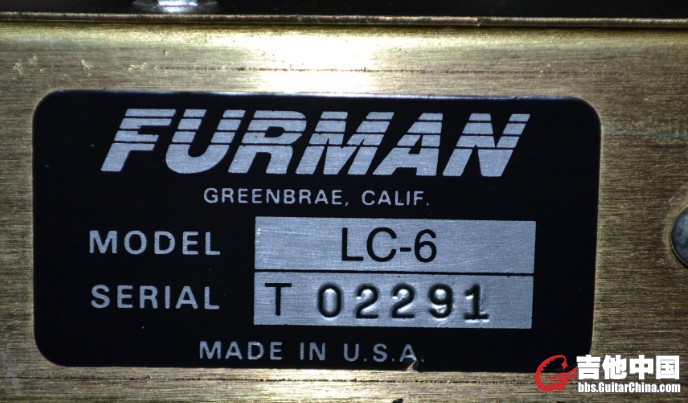 FURMAN
GREENBRAE, CALIF.
MODEL LC-6
SERIAL T 02291
MADE IN U.S.A.
吉他中国
bbs.GuitarChina.com